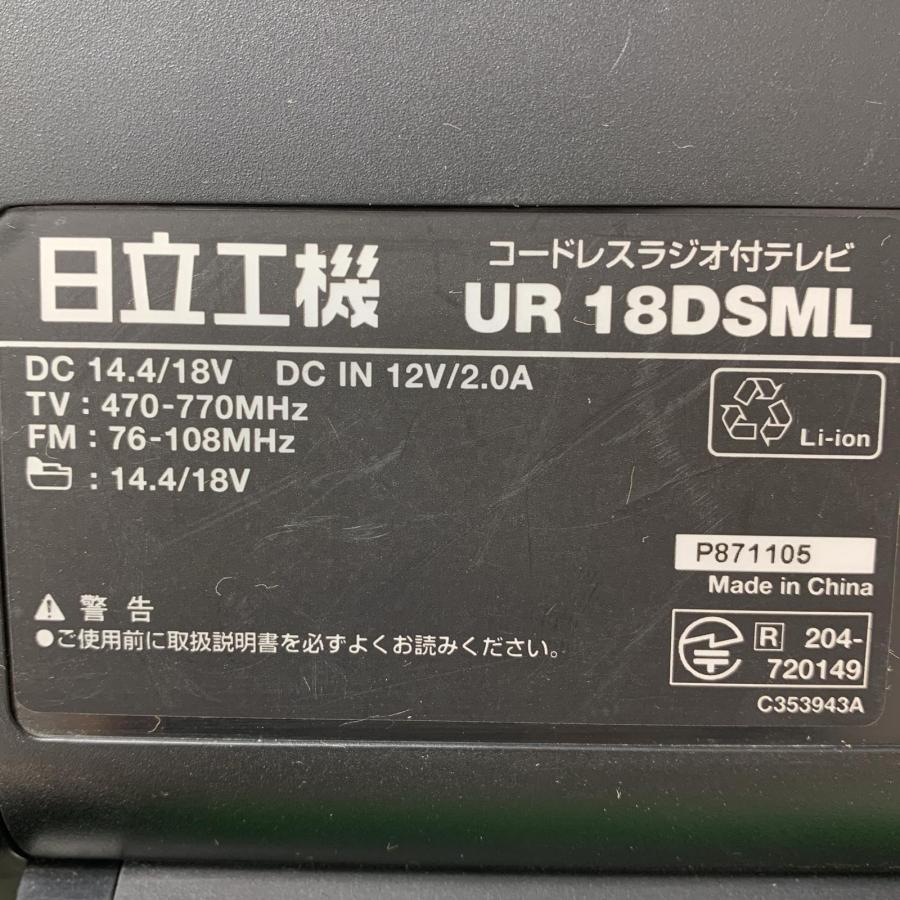 日立工機
コードレスラジオ付テレビ
UR 18DSML
DC 14.4/18V DC IN 12V/2.0A
TV : 470-770MHz
FM : 76-108MHz
: 14.4/18V
Li-ion
P871105
Made in China
警告
●ご使用前に取扱説明書を必ずよくお読みください。
R 204-
720149
C353943A